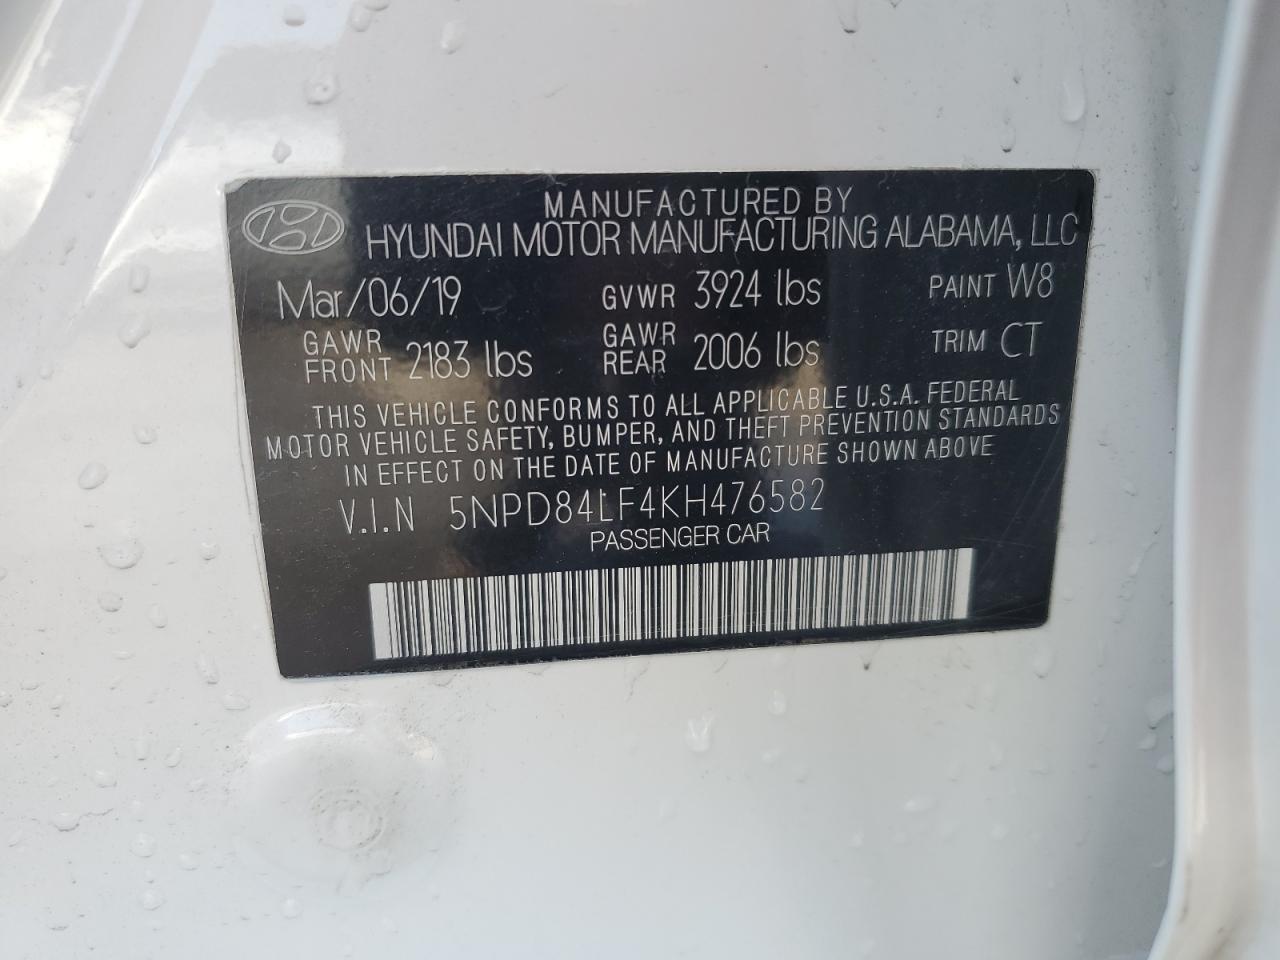 MANUFACTURED BY
HYUNDAI MOTOR MANUFACTURING ALABAMA, LLC
Mar/06/19 GVWR 3924 lbs PAINT W8
GAWR FRONT 2183 lbs GAWR REAR 2006 lbs TRIM CT
THIS VEHICLE CONFORMS TO ALL APPLICABLE U.S.A. FEDERAL
MOTOR VEHICLE SAFETY, BUMPER, AND THEFT PREVENTION STANDARDS
IN EFFECT ON THE DATE OF MANUFACTURE SHOWN ABOVE
V.I.N 5NPD84LF4KH476582
PASSENGER CAR